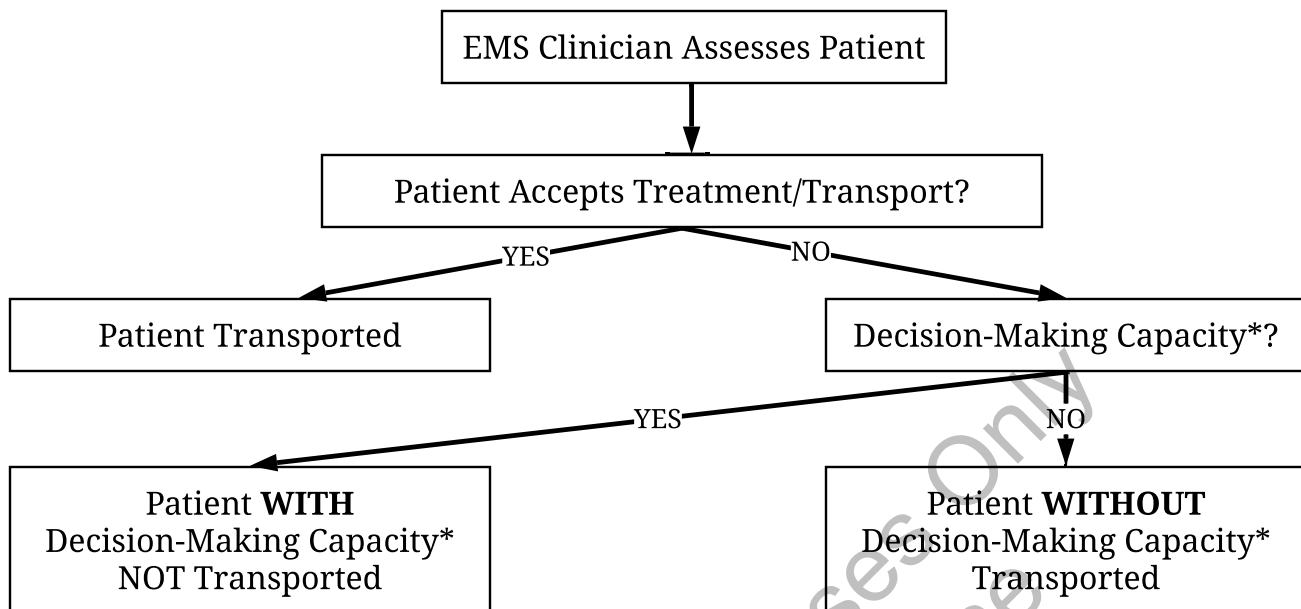 EMS Clinician Assesses Patient
Patient Accepts Treatment/Transport?
YES
NO
Patient Transported
Decision-Making Capacity*?
YES
NO
Patient WITH
Decision-Making Capacity*
NOT Transported
Patient WITHOUT
Decision-Making Capacity*
Transported
Only